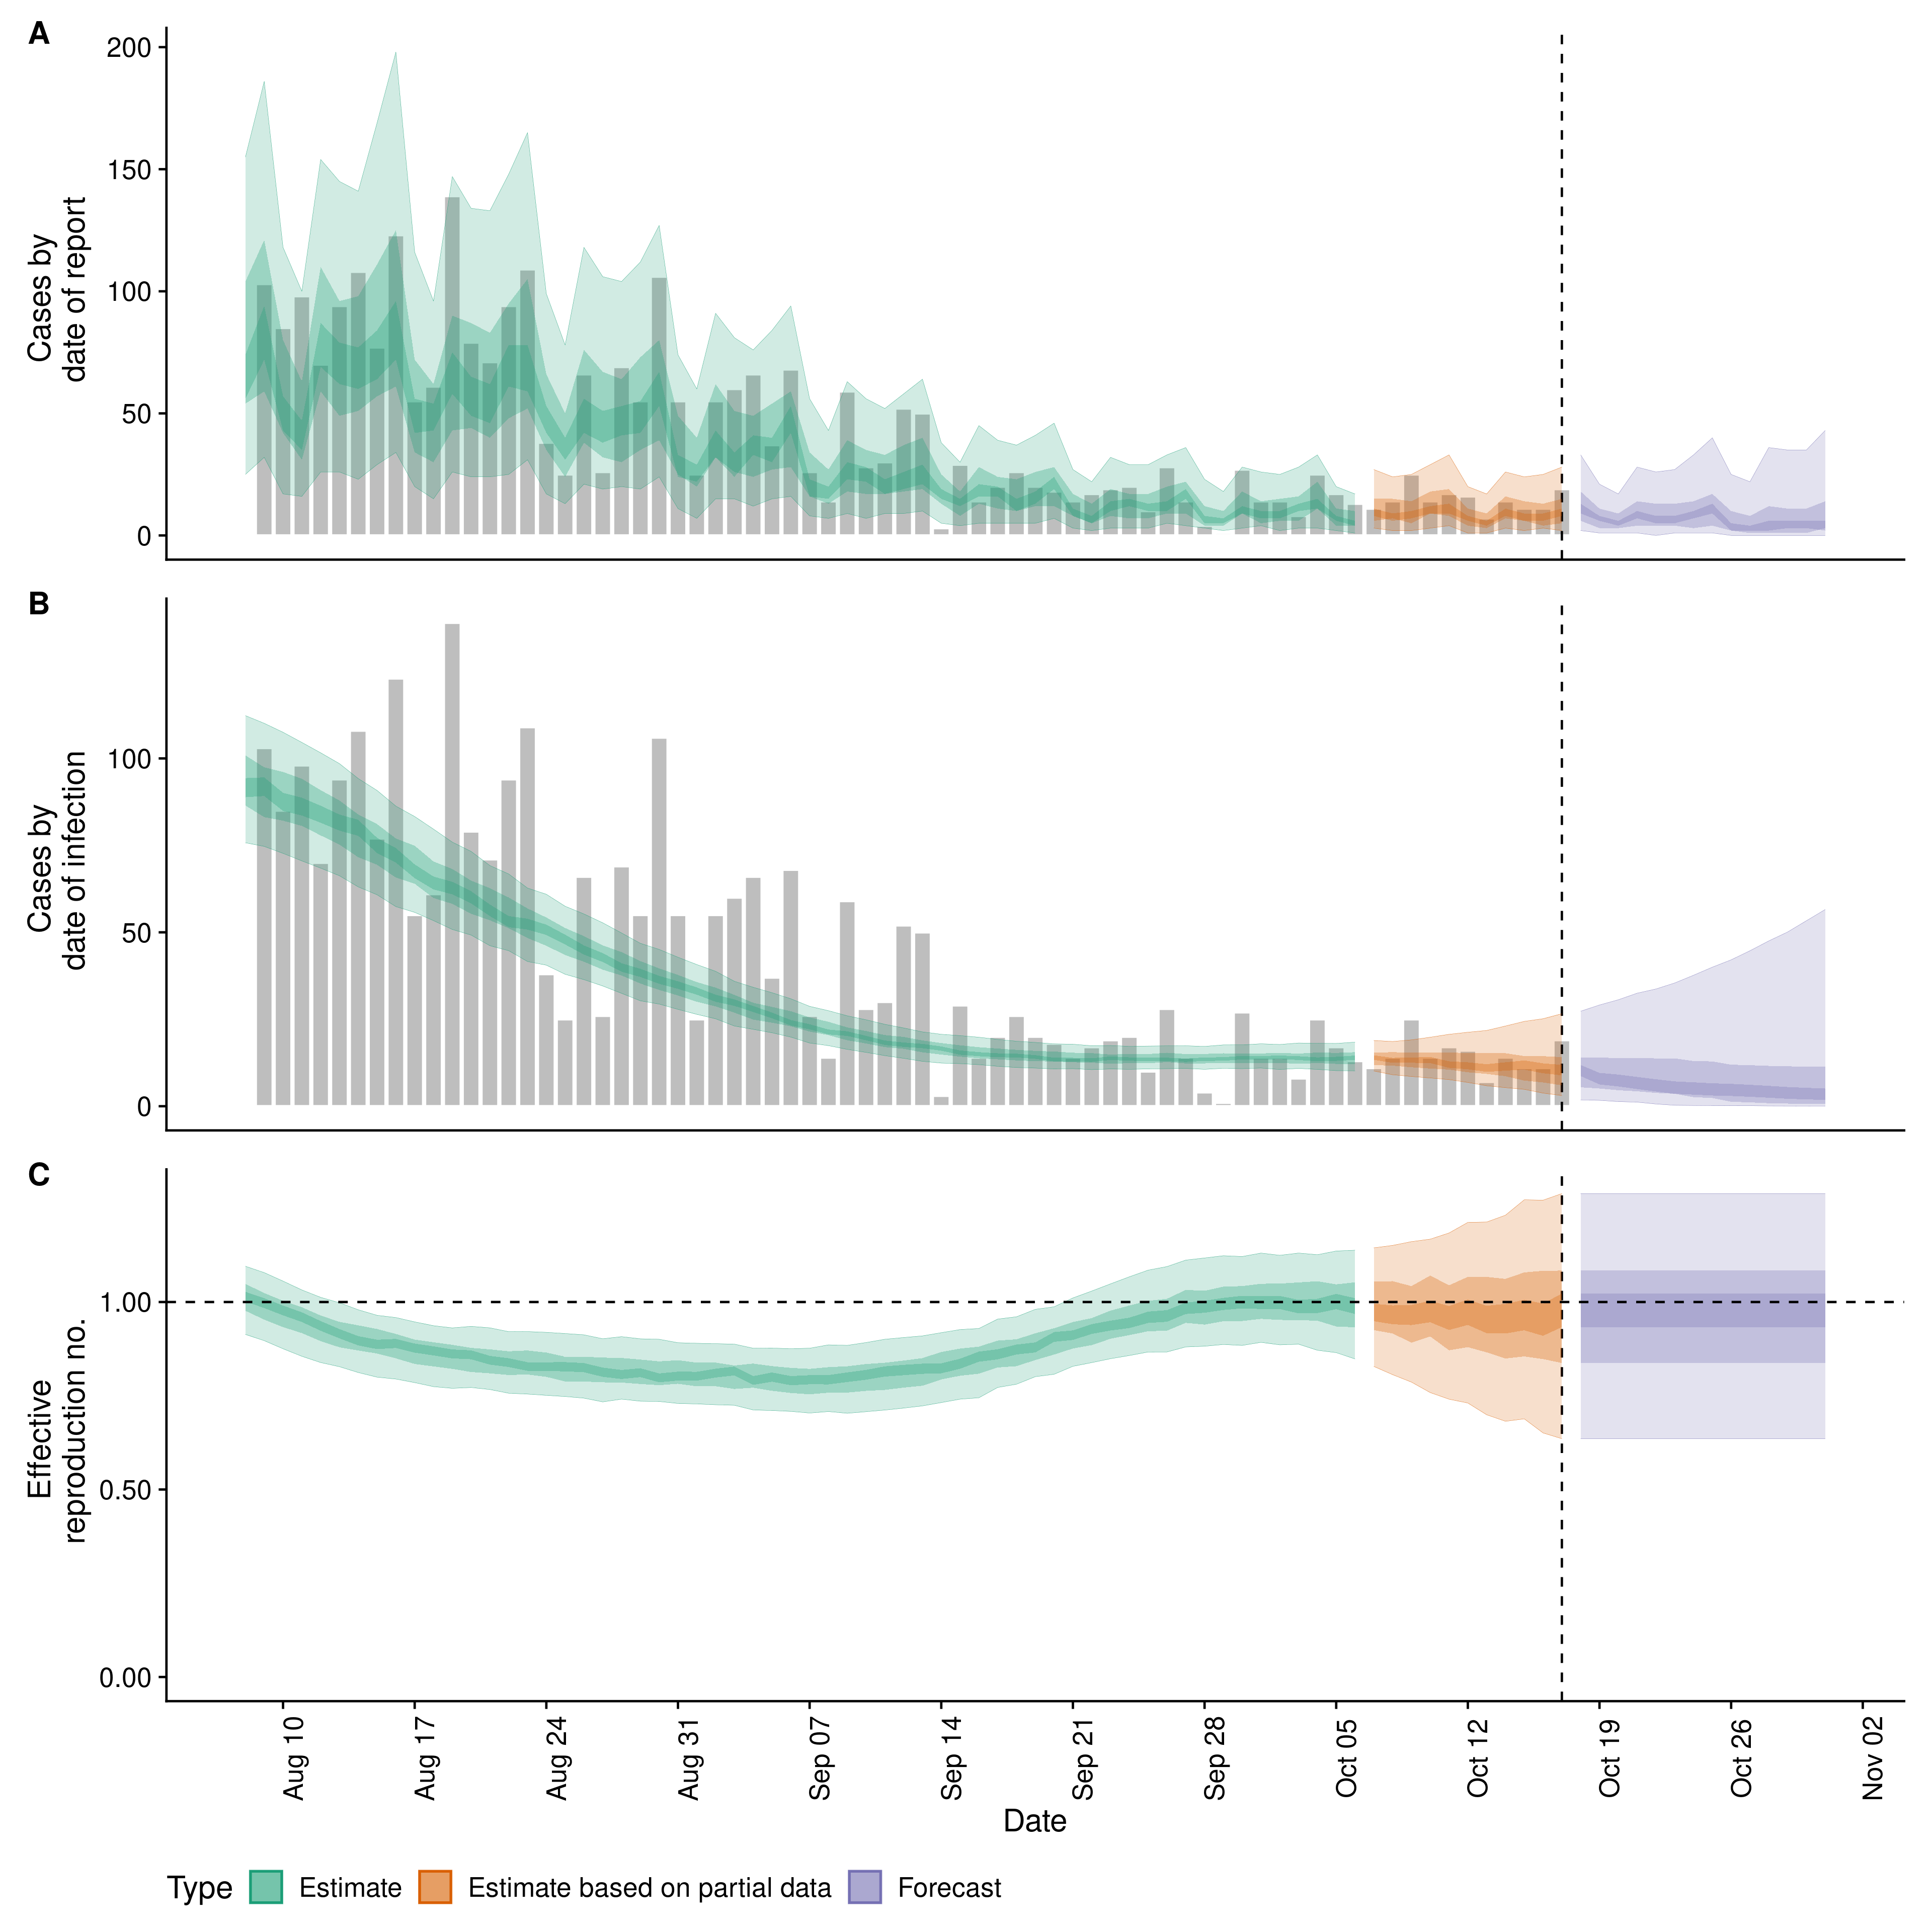 A
200
150
100
50
0
Cases by
date of report
B
100
50
0
Cases by
date of infection
C
1.00
0.50
0.00
Effective
reproduction no.
Aug 10
Aug 17
Aug 24
Aug 31
Sep 07
Sep 14
Sep 21
Sep 28
Oct 05
Oct 12
Oct 19
Oct 26
Nov 02
Date
Type Estimate Estimate based on partial data Forecast